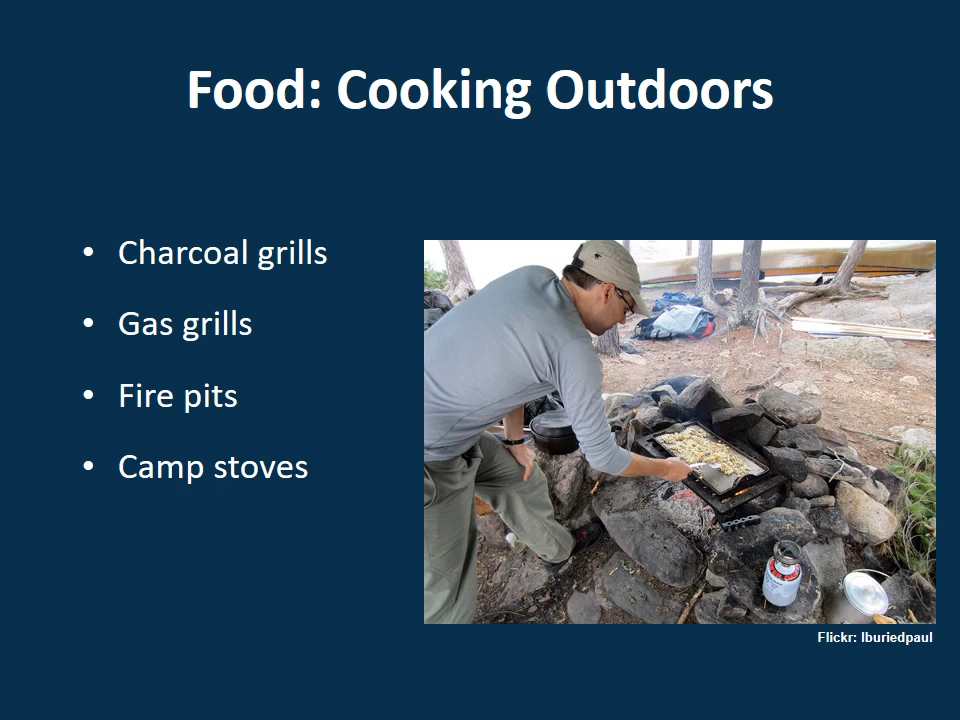 Food: Cooking Outdoors
• Charcoal grills
• Gas grills
• Fire pits
• Camp stoves
Flickr: Iburiedpaul